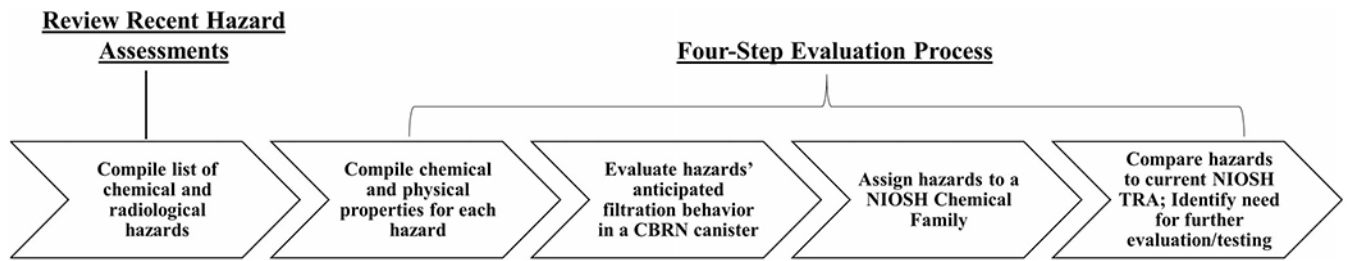 Review Recent Hazard
Assessments
Four-Step Evaluation Process
Compile list of
chemical and
radiological
hazards
Compile chemical
and physical
properties for each
hazard
Evaluate hazards’
anticipated
filtration behavior
in a CBRN canister
Assign hazards to a
NIOSH Chemical
Family
Compare hazards
to current NIOSH
TRA; Identify need
for further
evaluation/testing